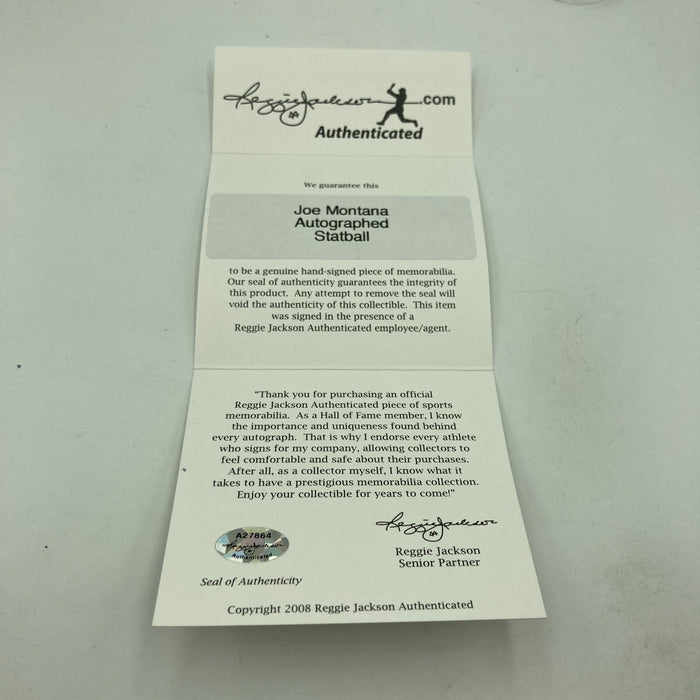 Reggie Jackson .com
Authenticated
We guarantee this
Joe Montana
Autographed
Statball
to be a genuine hand-signed piece of memorabilia.
Our seal of authenticity guarantees the integrity of
this product. Any attempt to remove the seal will
void the authenticity of this collectible. This item
was signed in the presence of a
Reggie Jackson Authenticated employee/agent.
"Thank you for purchasing an official
Reggie Jackson Authenticated piece of sports
memorabilia. As a Hall of Fame member, I know
the importance and uniqueness found behind
every autograph. That is why I endorse every athlete
who signs for my company, allowing collectors to
feel comfortable and safe about their purchases.
After all, as a collector myself, I know what it
takes to have a prestigious memorabilia collection.
Enjoy your collectible for years to come!"
Reggie Jackson
A27864
Reggie Jackson
Authenticated
Reggie Jackson
Senior Partner
Seal of Authenticity
Copyright 2008 Reggie Jackson Authenticated